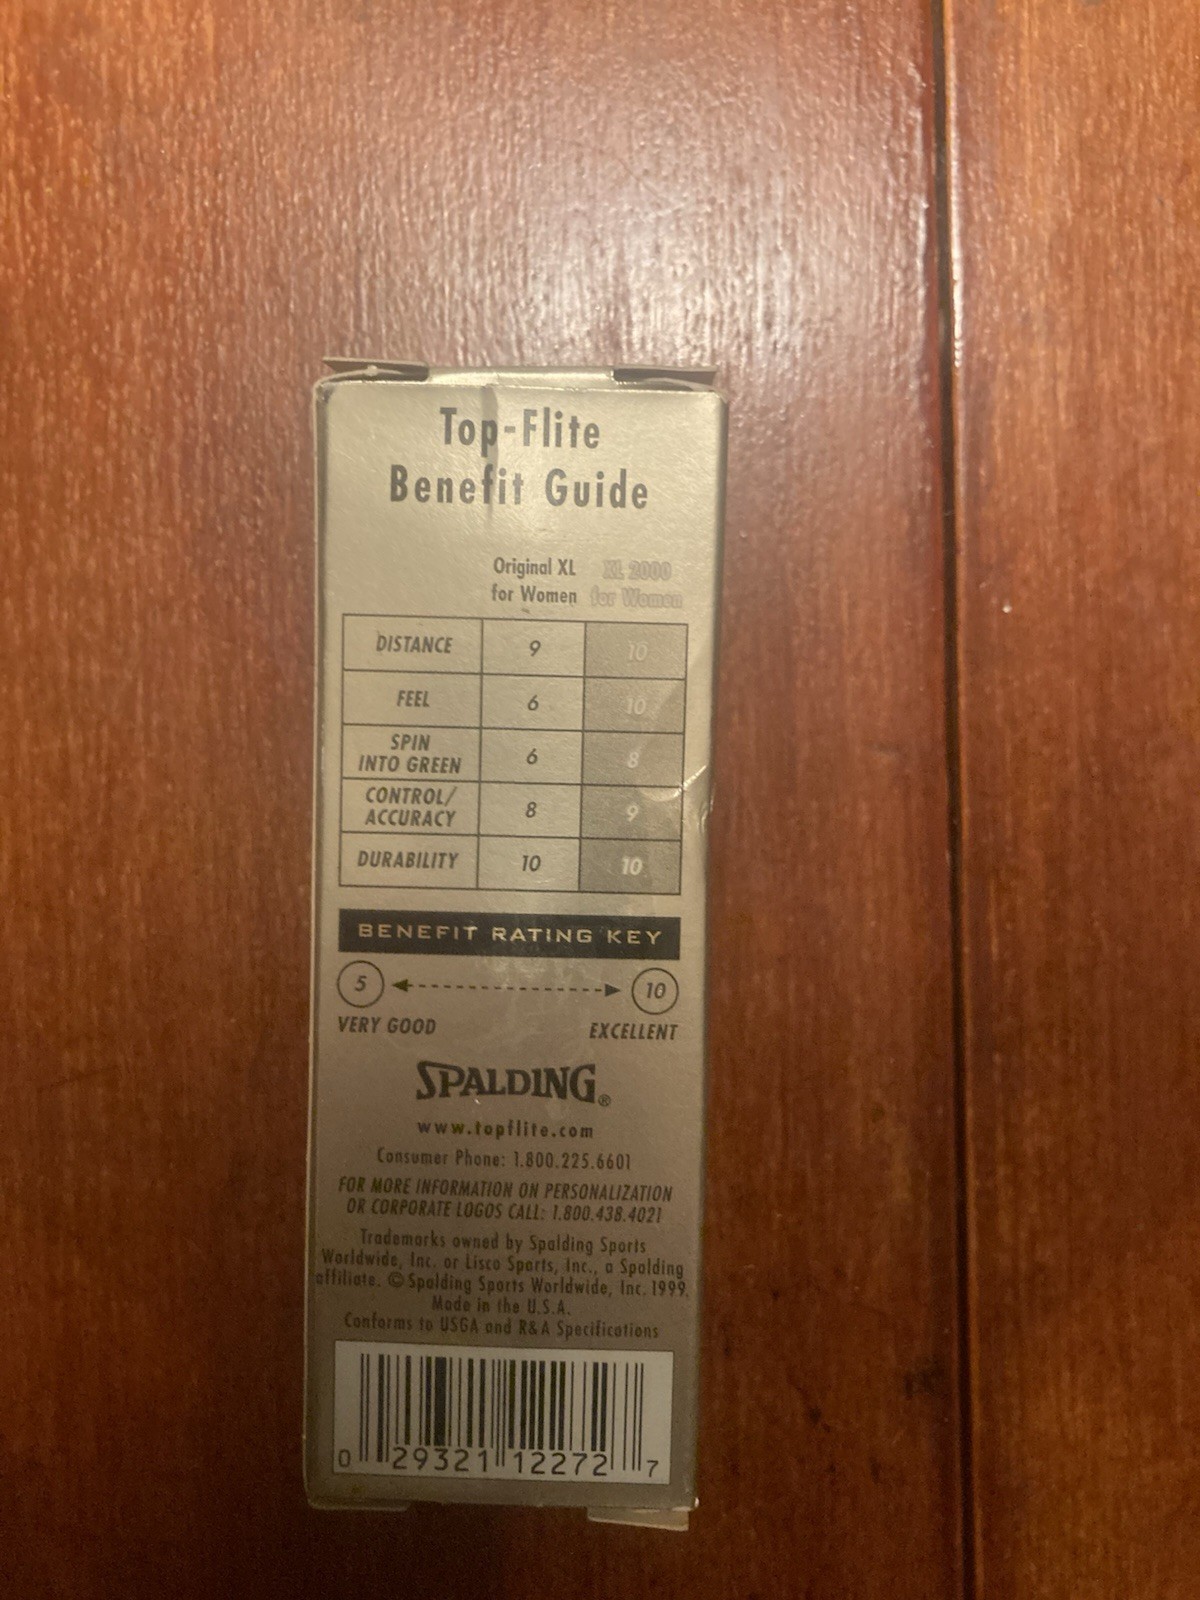 Top-Flite
Benefit Guide
Original XL XL 2000
for Women for Women
DISTANCE 9 10
FEEL 6 10
SPIN
INTO GREEN 6 8
CONTROL/
ACCURACY 8 9
DURABILITY 10 10
BENEFIT RATING KEY
5 10
VERY GOOD EXCELLENT
SPALDING®
www.topflite.com
Consumer Phone: 1.800.225.6601
FOR MORE INFORMATION ON PERSONALIZATION
OR CORPORATE LOGOS CALL: 1.800.438.4021
Trademarks owned by Spalding Sports
Worldwide, Inc. or Lisco Sports, Inc., a Spalding
affiliate. © Spalding Sports Worldwide, Inc. 1999.
Made in the U.S.A.
Conforms to USGA and R&A Specifications
0 29321 12272 7